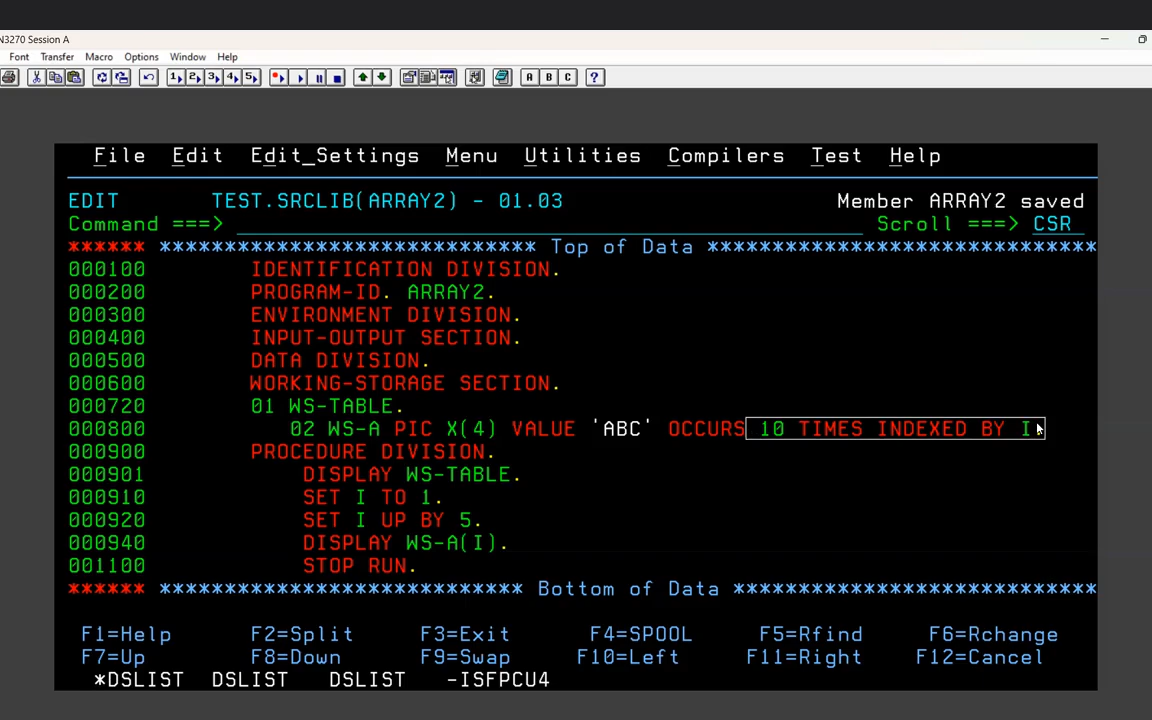 N3270 Session A
Font Transfer Macro Options Window Help
1 2 3 4 5 A B C ?
File Edit Edit_Settings Menu Utilities Compilers Test Help
EDIT TEST.SRCLIB(ARRAY2) - 01.03 Member ARRAY2 saved
Command ===> Scroll ===> CSR
****** ***************************** Top of Data ******************************
000100 IDENTIFICATION DIVISION.
000200 PROGRAM-ID. ARRAY2.
000300 ENVIRONMENT DIVISION.
000400 INPUT-OUTPUT SECTION.
000500 DATA DIVISION.
000600 WORKING-STORAGE SECTION.
000720 01 WS-TABLE.
000800 02 WS-A PIC X(4) VALUE 'ABC' OCCURS 10 TIMES INDEXED BY I
000900 PROCEDURE DIVISION.
000901 DISPLAY WS-TABLE.
000910 SET I TO 1.
000920 SET I UP BY 5.
000940 DISPLAY WS-A(I).
001100 STOP RUN.
****** **************************** Bottom of Data ****************************
F1=Help F2=Split F3=Exit F4=SPOOL F5=Rfind F6=Rchange
F7=Up F8=Down F9=Swap F10=Left F11=Right F12=Cancel
*DSLIST DSLIST DSLIST -ISFPCU4